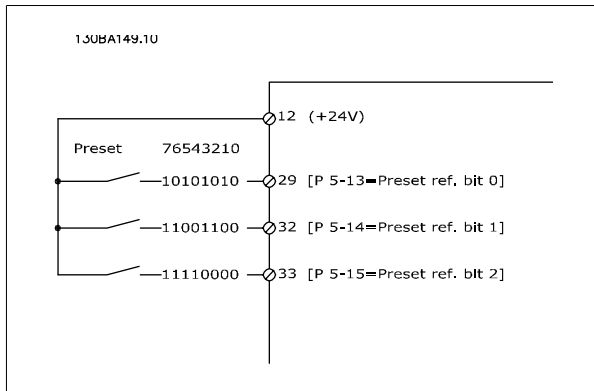 130BA149.10
12 (+24V)
Preset 76543210
10101010 29 [P 5-13=Preset ref. bit 0]
11001100 32 [P 5-14=Preset ref. bit 1]
11110000 33 [P 5-15=Preset ref. bit 2]